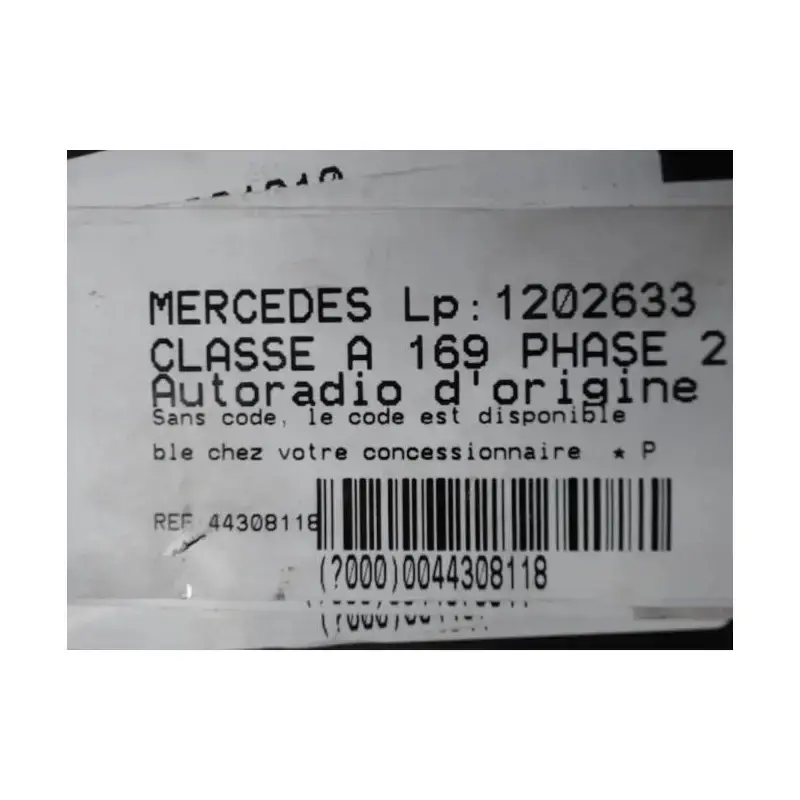 MERCEDES Lp:1202633
CLASSE A 169 PHASE 2
Autoradio d'origine
Sans code, le code est disponible
ble chez votre concessionnaire * P
REF 44308118
(?000)0044308118